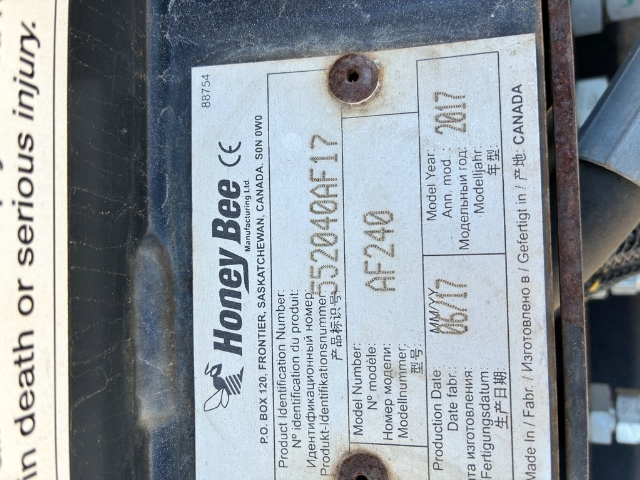 in death or serious injury.
88754
Honey Bee CE
Manufacturing Ltd.
P.O. BOX 120, FRONTIER, SASKATCHEWAN, CANADA, S0N 0W0
Product Identification Number:
N° identification du produit:
Идентификационный номер
Produkt-Identifikationsnummer:
产品标识号:
552040AF17
Model Number:
N° modèle:
Номер модели:
Modellnummer:
型号:
AF240
Production Date
Date fabr.:
та изготовления:
Fertigungsdatum:
生产日期:
MM/YY
06/17
Model Year:
Ann. mod. :
Модельный год:
Modelljahr:
年型:
2017
Made In / Fabr. / Изготовлено в / Gefertigt in / 产地: CANADA